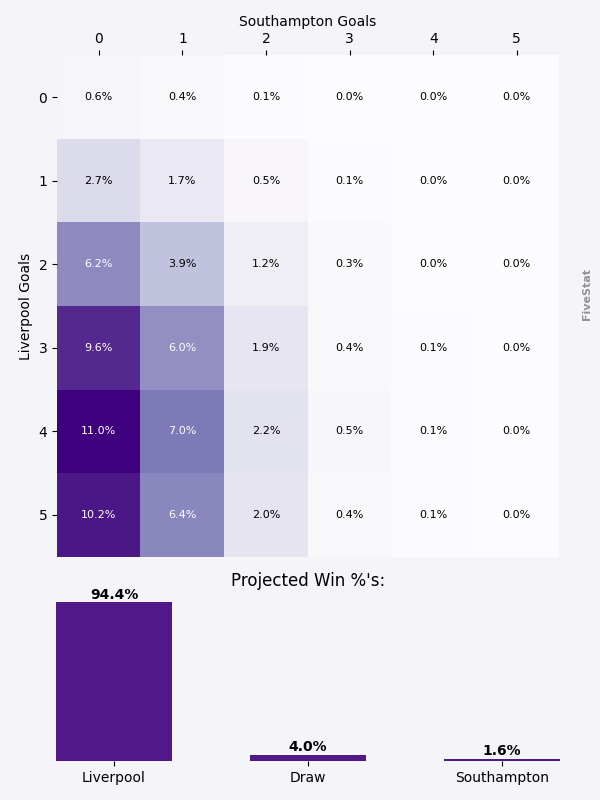 Southampton Goals
0 1 2 3 4 5
0 0.6% 0.4% 0.1% 0.0% 0.0% 0.0%
1 2.7% 1.7% 0.5% 0.1% 0.0% 0.0%
2 6.2% 3.9% 1.2% 0.3% 0.0% 0.0%
3 9.6% 6.0% 1.9% 0.4% 0.1% 0.0%
4 11.0% 7.0% 2.2% 0.5% 0.1% 0.0%
5 10.2% 6.4% 2.0% 0.4% 0.1% 0.0%
Liverpool Goals
FiveStat
Projected Win %'s:
94.4% 4.0% 1.6%
Liverpool Draw Southampton